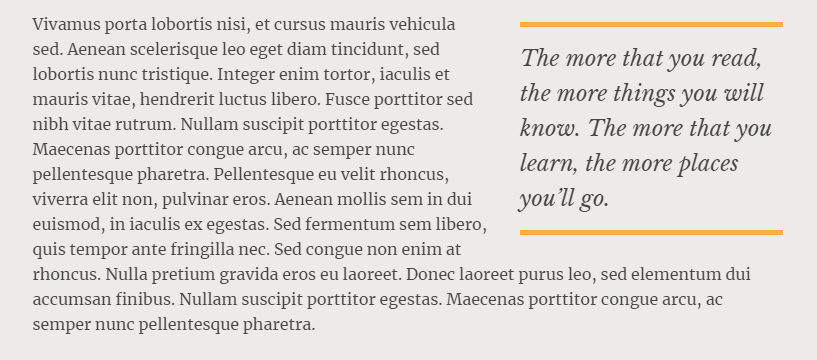 Vivamus porta lobortis nisi, et cursus mauris vehicula
sed. Aenean scelerisque leo eget diam tincidunt, sed
lobortis nunc tristique. Integer enim tortor, iaculis et
mauris vitae, hendrerit luctus libero. Fusce porttitor sed
nibh vitae rutrum. Nullam suscipit porttitor egestas.
Maecenas porttitor congue arcu, ac semper nunc
pellentesque pharetra. Pellentesque eu velit rhoncus,
viverra elit non, pulvinar eros. Aenean mollis sem in dui
euismod, in iaculis ex egestas. Sed fermentum sem libero,
quis tempor ante fringilla nec. Sed congue non enim at
rhoncus. Nulla pretium gravida eros eu laoreet. Donec laoreet purus leo, sed elementum dui
accumsan finibus. Nullam suscipit porttitor egestas. Maecenas porttitor congue arcu, ac
semper nunc pellentesque pharetra.
The more that you read,
the more things you will
know. The more that you
learn, the more places
you’ll go.